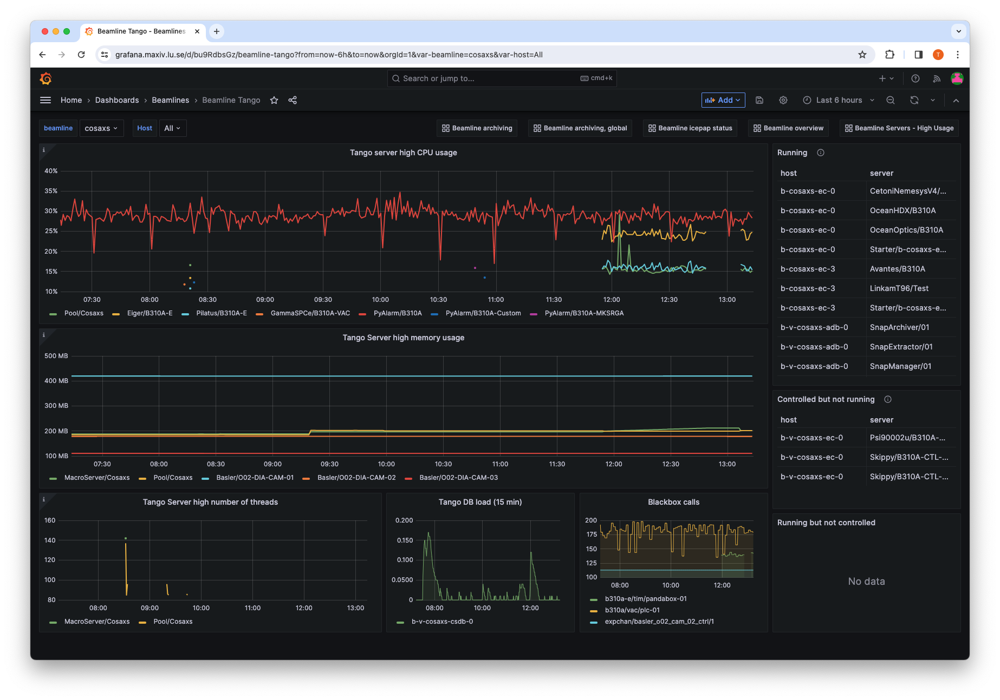 Beamline Tango - Beamlines
grafana.maxiv.lu.se/d/bu9RdbsGz/beamline-tango?from=now-6h&to=now&orgId=1&var-beamline=cosaxs&var-host=All
T
Search or jump to... cmd+k
Home › Dashboards › Beamlines › Beamline Tango
Add
Last 6 hours
beamline cosaxs Host All
Beamline archiving Beamline archiving, global Beamline icepap status Beamline overview Beamline Servers - High Usage
Tango server high CPU usage
40%
35%
30%
25%
20%
15%
10%
07:30 08:00 08:30 09:00 09:30 10:00 10:30 11:00 11:30 12:00 12:30 13:00
Pool/Cosaxs Eiger/B310A-E Pilatus/B310A-E GammaSPCe/B310A-VAC PyAlarm/B310A PyAlarm/B310A-Custom PyAlarm/B310A-MKSRGA
Tango Server high memory usage
500 MB
400 MB
300 MB
200 MB
100 MB
07:30 08:00 08:30 09:00 09:30 10:00 10:30 11:00 11:30 12:00 12:30 13:00
MacroServer/Cosaxs Pool/Cosaxs Basler/O02-DIA-CAM-01 Basler/O02-DIA-CAM-02 Basler/O02-DIA-CAM-03
Tango Server high number of threads
160
140
120
100
80
08:00 09:00 10:00 11:00 12:00 13:00
MacroServer/Cosaxs Pool/Cosaxs
Tango DB load (15 min)
0.200
0.150
0.100
0.0500
0
08:00 10:00 12:00
b-v-cosaxs-csdb-0
Blackbox calls
200
175
150
125
100
08:00 10:00 12:00
b310a-e/tim/pandabox-01
b310a/vac/plc-01
expchan/basler_o02_cam_02_ctrl/1
Running
host server
b-cosaxs-ec-0 CetoniNemesysV4/...
b-cosaxs-ec-0 OceanHDX/B310A
b-cosaxs-ec-0 OceanOptics/B310A
b-cosaxs-ec-0 Starter/b-cosaxs-e...
b-cosaxs-ec-3 Avantes/B310A
b-cosaxs-ec-3 LinkamT96/Test
b-cosaxs-ec-3 Starter/b-cosaxs-e...
b-v-cosaxs-adb-0 SnapArchiver/01
b-v-cosaxs-adb-0 SnapExtractor/01
b-v-cosaxs-adb-0 SnapManager/01
Controlled but not running
host server
b-v-cosaxs-ec-0 Psi90002u/B310A-...
b-v-cosaxs-ec-0 Skippy/B310A-CTL-...
b-v-cosaxs-ec-0 Skippy/B310A-CTL-...
Running but not controlled
No data